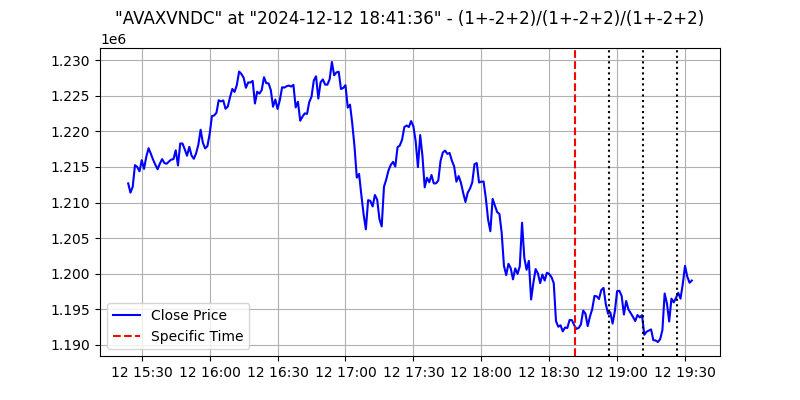 "AVAXVNDC" at "2024-12-12 18:41:36" - (1+-2+2)/(1+-2+2)/(1+-2+2)
1e6
1.230
1.225
1.220
1.215
1.210
1.205
1.200
1.195
1.190
Close Price
Specific Time
12 15:30 12 16:00 12 16:30 12 17:00 12 17:30 12 18:00 12 18:30 12 19:00 12 19:30